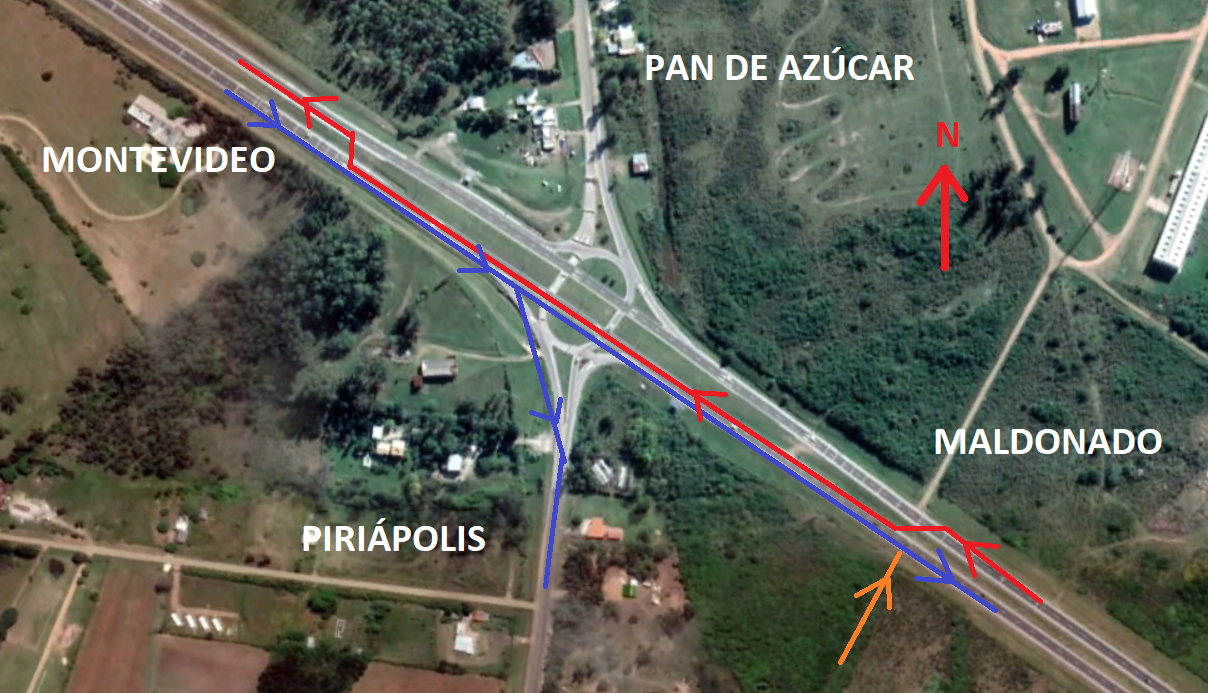 PAN DE AZÚCAR
N
MONTEVIDEO
MALDONADO
PIRIÁPOLIS